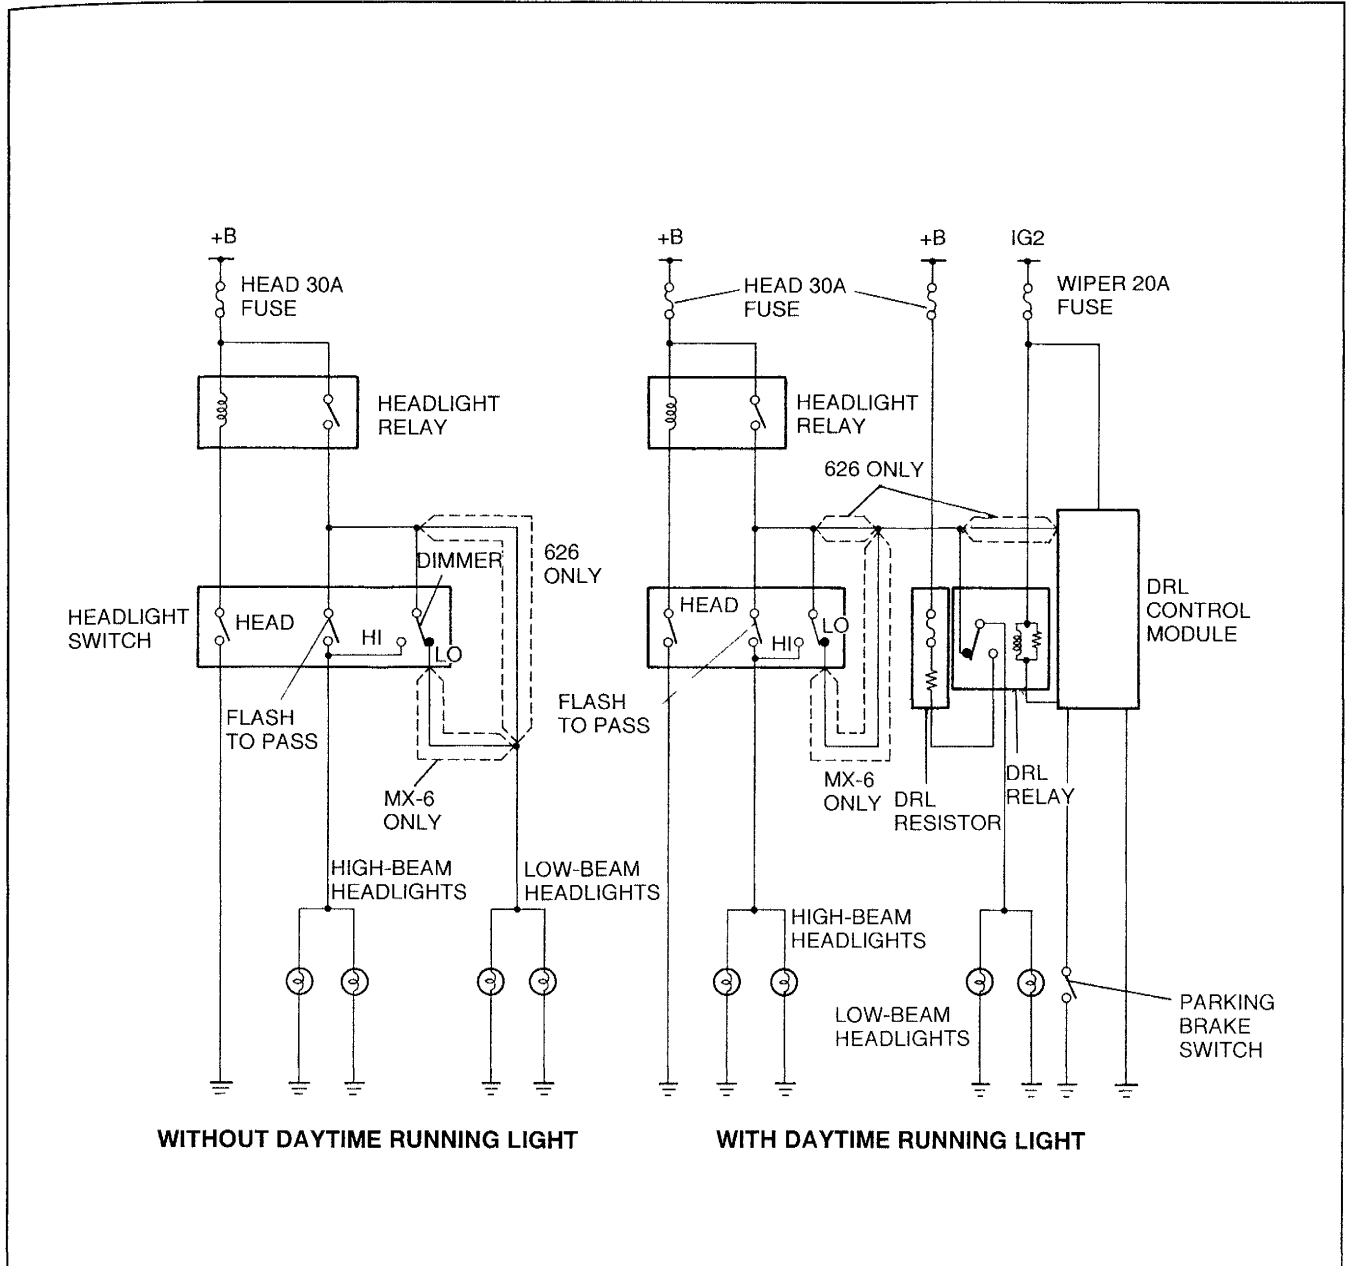 +B
HEAD 30A
FUSE
HEADLIGHT
RELAY
DIMMER
626
ONLY
HEADLIGHT
SWITCH
HEAD
HI
LO
FLASH
TO PASS
MX-6
ONLY
HIGH-BEAM
HEADLIGHTS
LOW-BEAM
HEADLIGHTS
WITHOUT DAYTIME RUNNING LIGHT
+B
+B
IG2
HEAD 30A
FUSE
WIPER 20A
FUSE
HEADLIGHT
RELAY
626 ONLY
HEAD
HI
LO
DRL
CONTROL
MODULE
FLASH
TO PASS
MX-6
ONLY
DRL
RESISTOR
DRL
RELAY
HIGH-BEAM
HEADLIGHTS
LOW-BEAM
HEADLIGHTS
PARKING
BRAKE
SWITCH
WITH DAYTIME RUNNING LIGHT